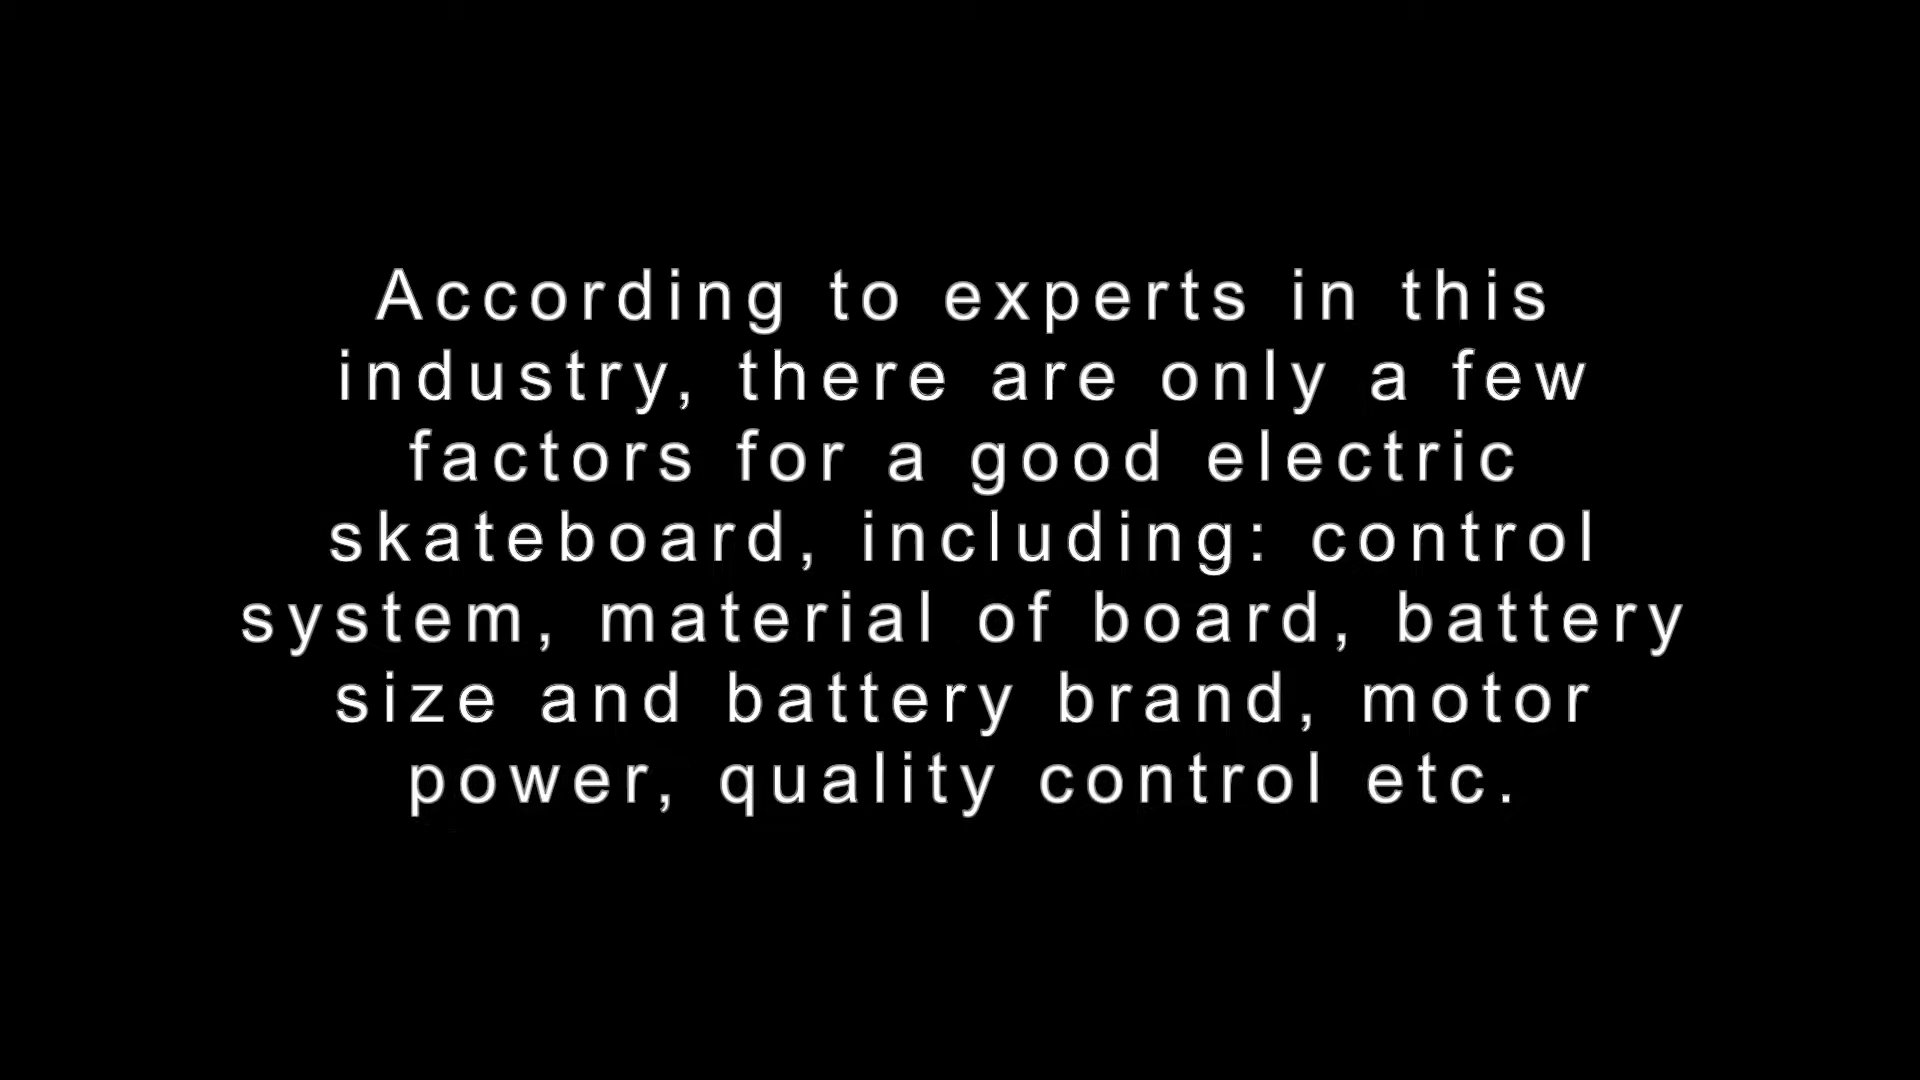 According to experts in this
industry, there are only a few
factors for a good electric
skateboard, including: control
system, material of board, battery
size and battery brand, motor
power, quality control etc.